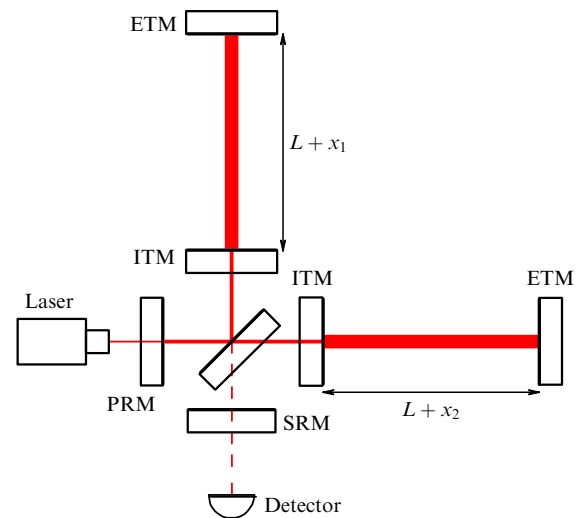 ETM
L + x₁
ITM
ITM
ETM
Laser
PRM
L + x₂
SRM
Detector